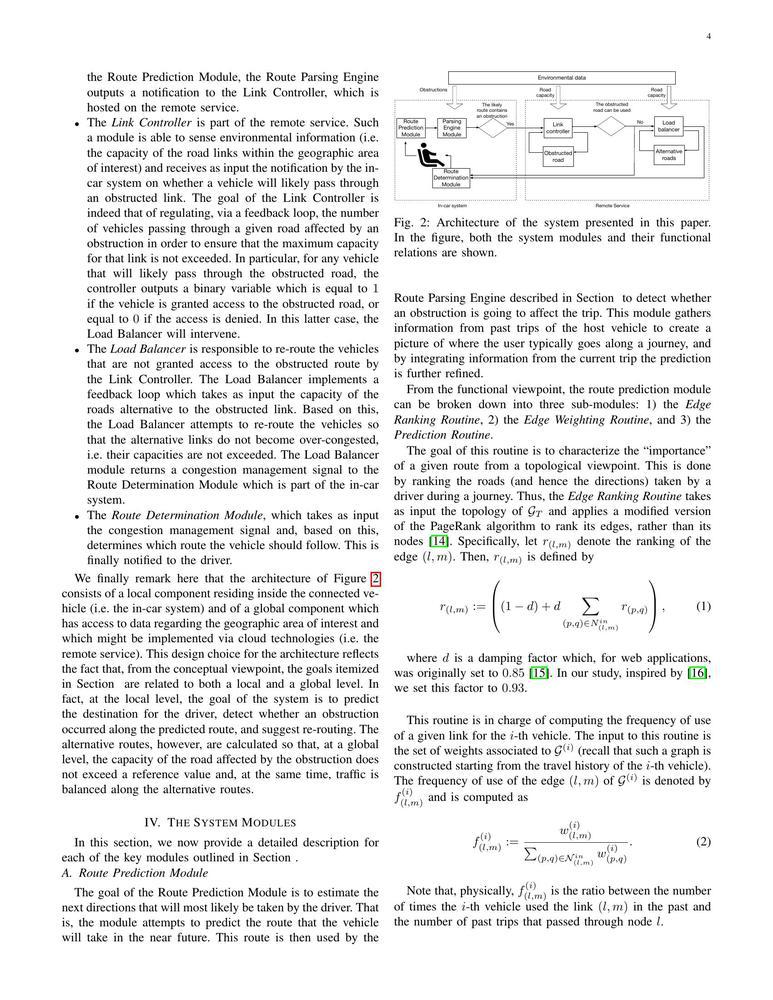 4
the Route Prediction Module, the Route Parsing Engine
outputs a notification to the Link Controller, which is
hosted on the remote service.
• The Link Controller is part of the remote service. Such
a module is able to sense environmental information (i.e.
the capacity of the road links within the geographic area
of interest) and receives as input the notification by the in-
car system on whether a vehicle will likely pass through
an obstructed link. The goal of the Link Controller is
indeed that of regulating, via a feedback loop, the number
of vehicles passing through a given road affected by an
obstruction in order to ensure that the maximum capacity
for that link is not exceeded. In particular, for any vehicle
that will likely pass through the obstructed road, the
controller outputs a binary variable which is equal to 1
if the vehicle is granted access to the obstructed road, or
equal to 0 if the access is denied. In this latter case, the
Load Balancer will intervene.
• The Load Balancer is responsible to re-route the vehicles
that are not granted access to the obstructed route by
the Link Controller. The Load Balancer implements a
feedback loop which takes as input the capacity of the
roads alternative to the obstructed link. Based on this,
the Load Balancer attempts to re-route the vehicles so
that the alternative links do not become over-congested,
i.e. their capacities are not exceeded. The Load Balancer
module returns a congestion management signal to the
Route Determination Module which is part of the in-car
system.
• The Route Determination Module, which takes as input
the congestion management signal and, based on this,
determines which route the vehicle should follow. This is
finally notified to the driver.
We finally remark here that the architecture of Figure 2
consists of a local component residing inside the connected ve-
hicle (i.e. the in-car system) and of a global component which
has access to data regarding the geographic area of interest and
which might be implemented via cloud technologies (i.e. the
remote service). This design choice for the architecture reflects
the fact that, from the conceptual viewpoint, the goals itemized
in Section are related to both a local and a global level. In
fact, at the local level, the goal of the system is to predict
the destination for the driver, detect whether an obstruction
occurred along the predicted route, and suggest re-routing. The
alternative routes, however, are calculated so that, at a global
level, the capacity of the road affected by the obstruction does
not exceed a reference value and, at the same time, traffic is
balanced along the alternative routes.
IV. THE SYSTEM MODULES
In this section, we now provide a detailed description for
each of the key modules outlined in Section .
A. Route Prediction Module
The goal of the Route Prediction Module is to estimate the
next directions that will most likely be taken by the driver. That
is, the module attempts to predict the route that the vehicle
will take in the near future. This route is then used by the
Environmental data
Obstructions
Road
capacity
Road
capacity
The likely
route contains
an obstruction
The obstructed
road can be used
Route
Prediction
Module
Parsing
Engine
Module
Yes
Link
controller
No
Load
balancer
Obstructed
road
Alternative
roads
Route
Determination
Module
In-car system
Remote Service
Fig. 2: Architecture of the system presented in this paper.
In the figure, both the system modules and their functional
relations are shown.
Route Parsing Engine described in Section to detect whether
an obstruction is going to affect the trip. This module gathers
information from past trips of the host vehicle to create a
picture of where the user typically goes along a journey, and
by integrating information from the current trip the prediction
is further refined.
From the functional viewpoint, the route prediction module
can be broken down into three sub-modules: 1) the Edge
Ranking Routine, 2) the Edge Weighting Routine, and 3) the
Prediction Routine.
The goal of this routine is to characterize the “importance”
of a given route from a topological viewpoint. This is done
by ranking the roads (and hence the directions) taken by a
driver during a journey. Thus, the Edge Ranking Routine takes
as input the topology of 𝒢_T and applies a modified version
of the PageRank algorithm to rank its edges, rather than its
nodes [14]. Specifically, let r_{(l,m)} denote the ranking of the
edge (l, m). Then, r_{(l,m)} is defined by
r_{(l,m)} := ( (1 − d) + d ∑_{(p,q)∈N^{in}_{(l,m)}} r_{(p,q)} ), (1)
where d is a damping factor which, for web applications,
was originally set to 0.85 [15]. In our study, inspired by [16],
we set this factor to 0.93.
This routine is in charge of computing the frequency of use
of a given link for the i-th vehicle. The input to this routine is
the set of weights associated to 𝒢^{(i)} (recall that such a graph is
constructed starting from the travel history of the i-th vehicle).
The frequency of use of the edge (l, m) of 𝒢^{(i)} is denoted by
f^{(i)}_{(l,m)} and is computed as
f^{(i)}_{(l,m)} := w^{(i)}_{(l,m)} / ∑_{(p,q)∈𝒩^{in}_{(l,m)}} w^{(i)}_{(p,q)}. (2)
Note that, physically, f^{(i)}_{(l,m)} is the ratio between the number
of times the i-th vehicle used the link (l, m) in the past and
the number of past trips that passed through node l.